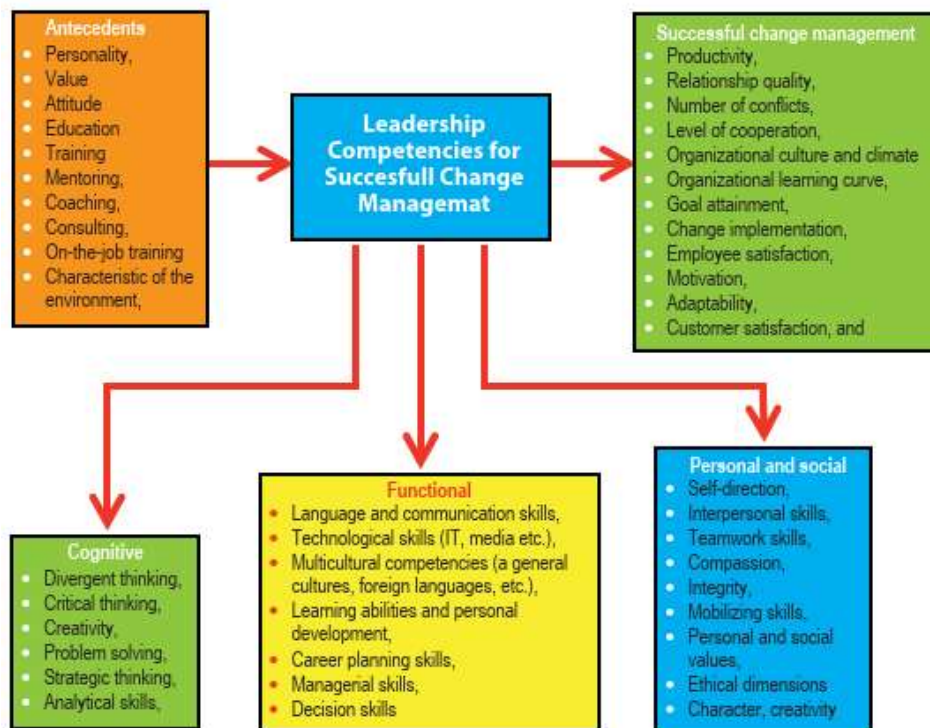 Antecedents
Personality,
Value
Attitude
Education
Training
Mentoring,
Coaching,
Consulting,
On-the-job training
Characteristic of the
environment,
Leadership
Competencies for
Succesfull Change
Managemat
Successful change management
Productivity,
Relationship quality,
Number of conflicts,
Level of cooperation,
Organizational culture and climate
Organizational learning curve,
Goal attainment,
Change implementation,
Employee satisfaction,
Motivation,
Adaptability,
Customer satisfaction, and
Cognitive
Divergent thinking,
Critical thinking,
Creativity,
Problem solving,
Strategic thinking,
Analytical skills,
Functional
Language and communication skills,
Technological skills (IT, media etc.),
Multicultural competencies (a general
cultures, foreign languages, etc.),
Learning abilities and personal
development,
Career planning skills,
Managerial skills,
Decision skills
Personal and social
Self-direction,
Interpersonal skills,
Teamwork skills,
Compassion,
Integrity,
Mobilizing skills,
Personal and social
values,
Ethical dimensions
Character, creativity